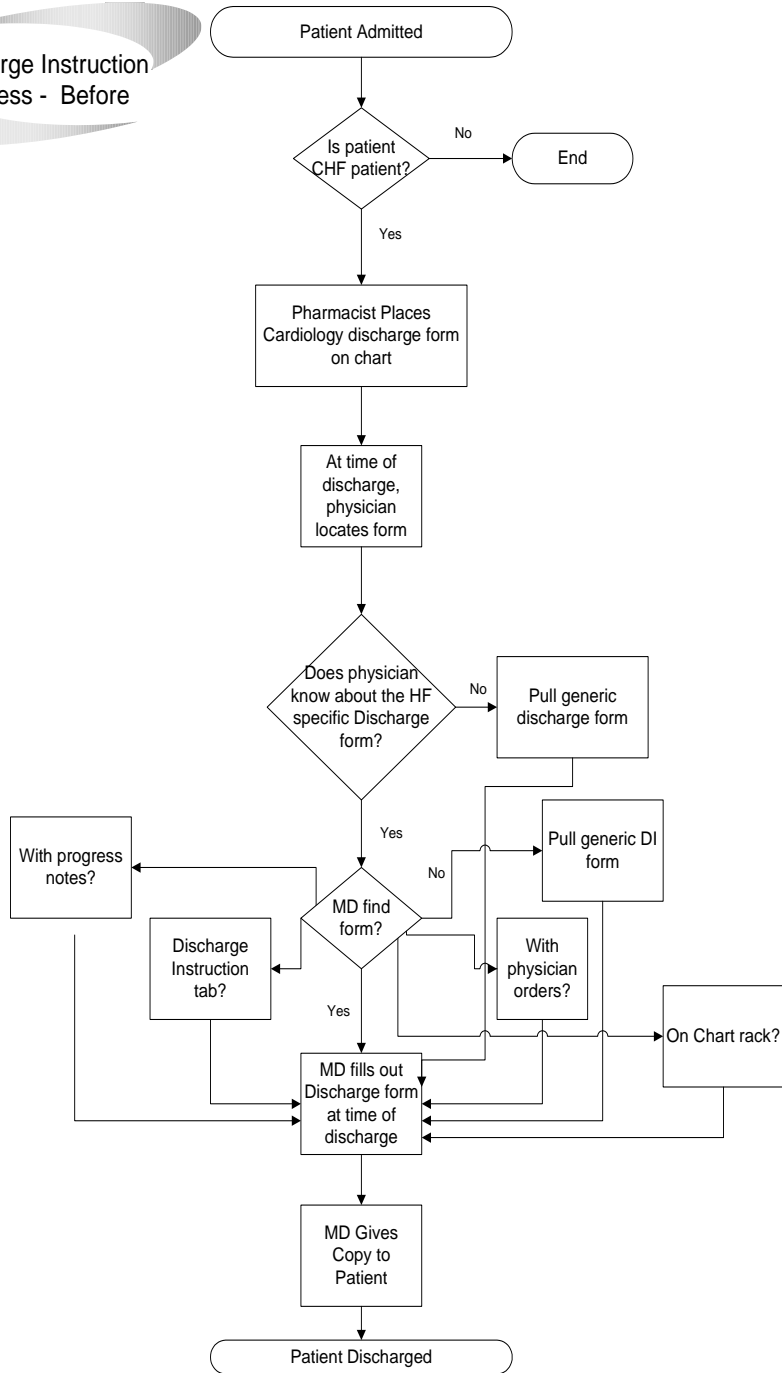 rge Instruction
ess - Before
Patient Admitted
Is patient
CHF patient?
No
End
Yes
Pharmacist Places
Cardiology discharge form
on chart
At time of
discharge,
physician
locates form
Does physician
know about the HF
specific Discharge
form?
No
Pull generic
discharge form
Yes
With progress
notes?
MD find
form?
No
Pull generic DI
form
Discharge
Instruction
tab?
With
physician
orders?
Yes
On Chart rack?
MD fills out
Discharge form
at time of
discharge
MD Gives
Copy to
Patient
Patient Discharged